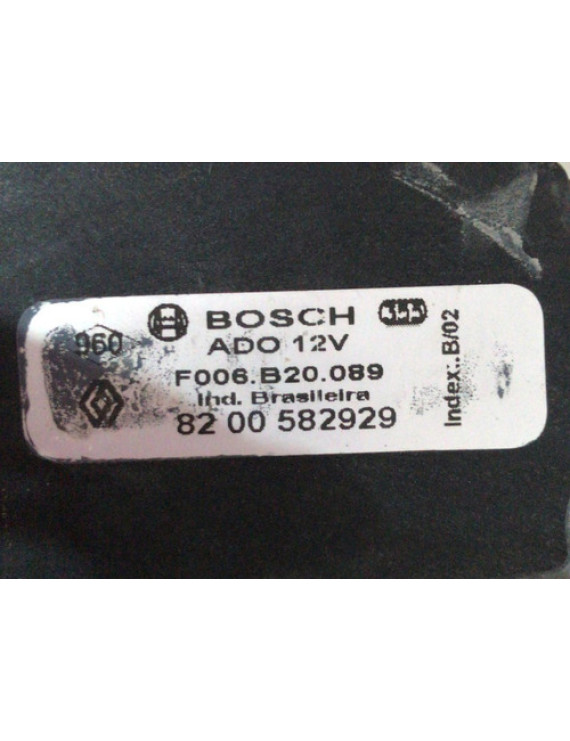 BOSCH
960
ADO 12V
F006.B20.089
Ind. Brasileira
82 00 582929
Index:.B/02